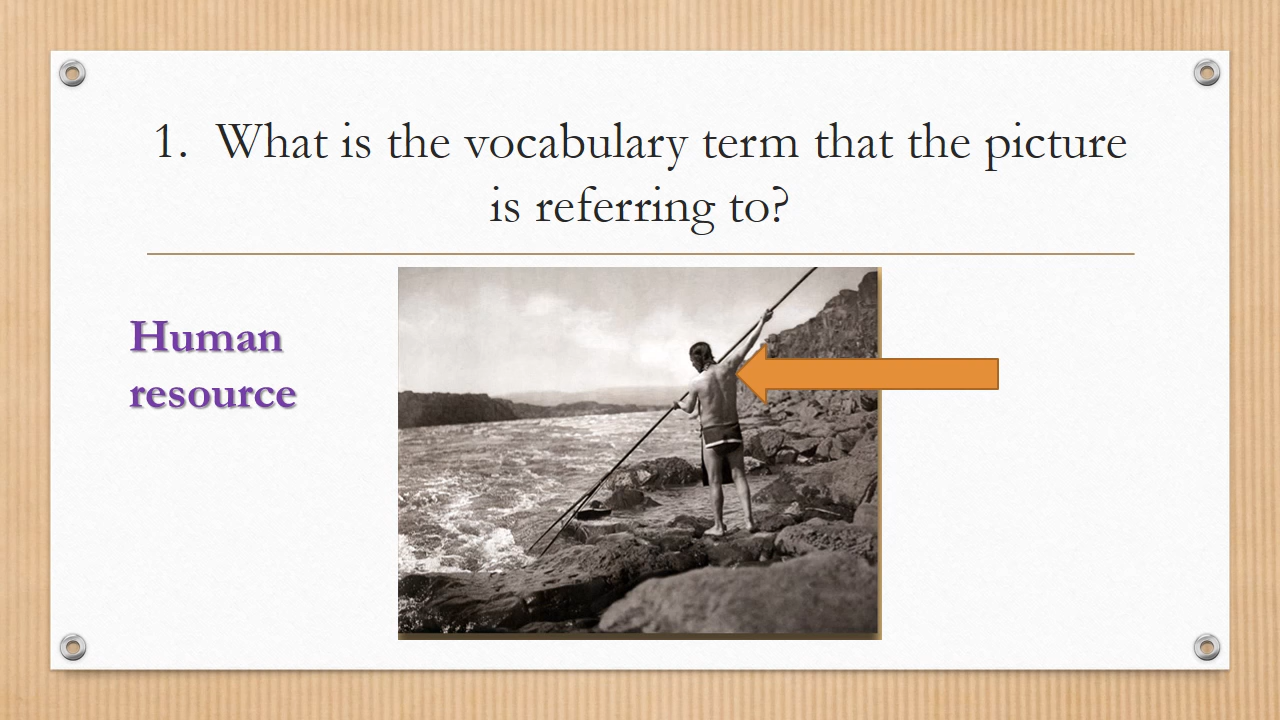 1. What is the vocabulary term that the picture
is referring to?
Human
resource